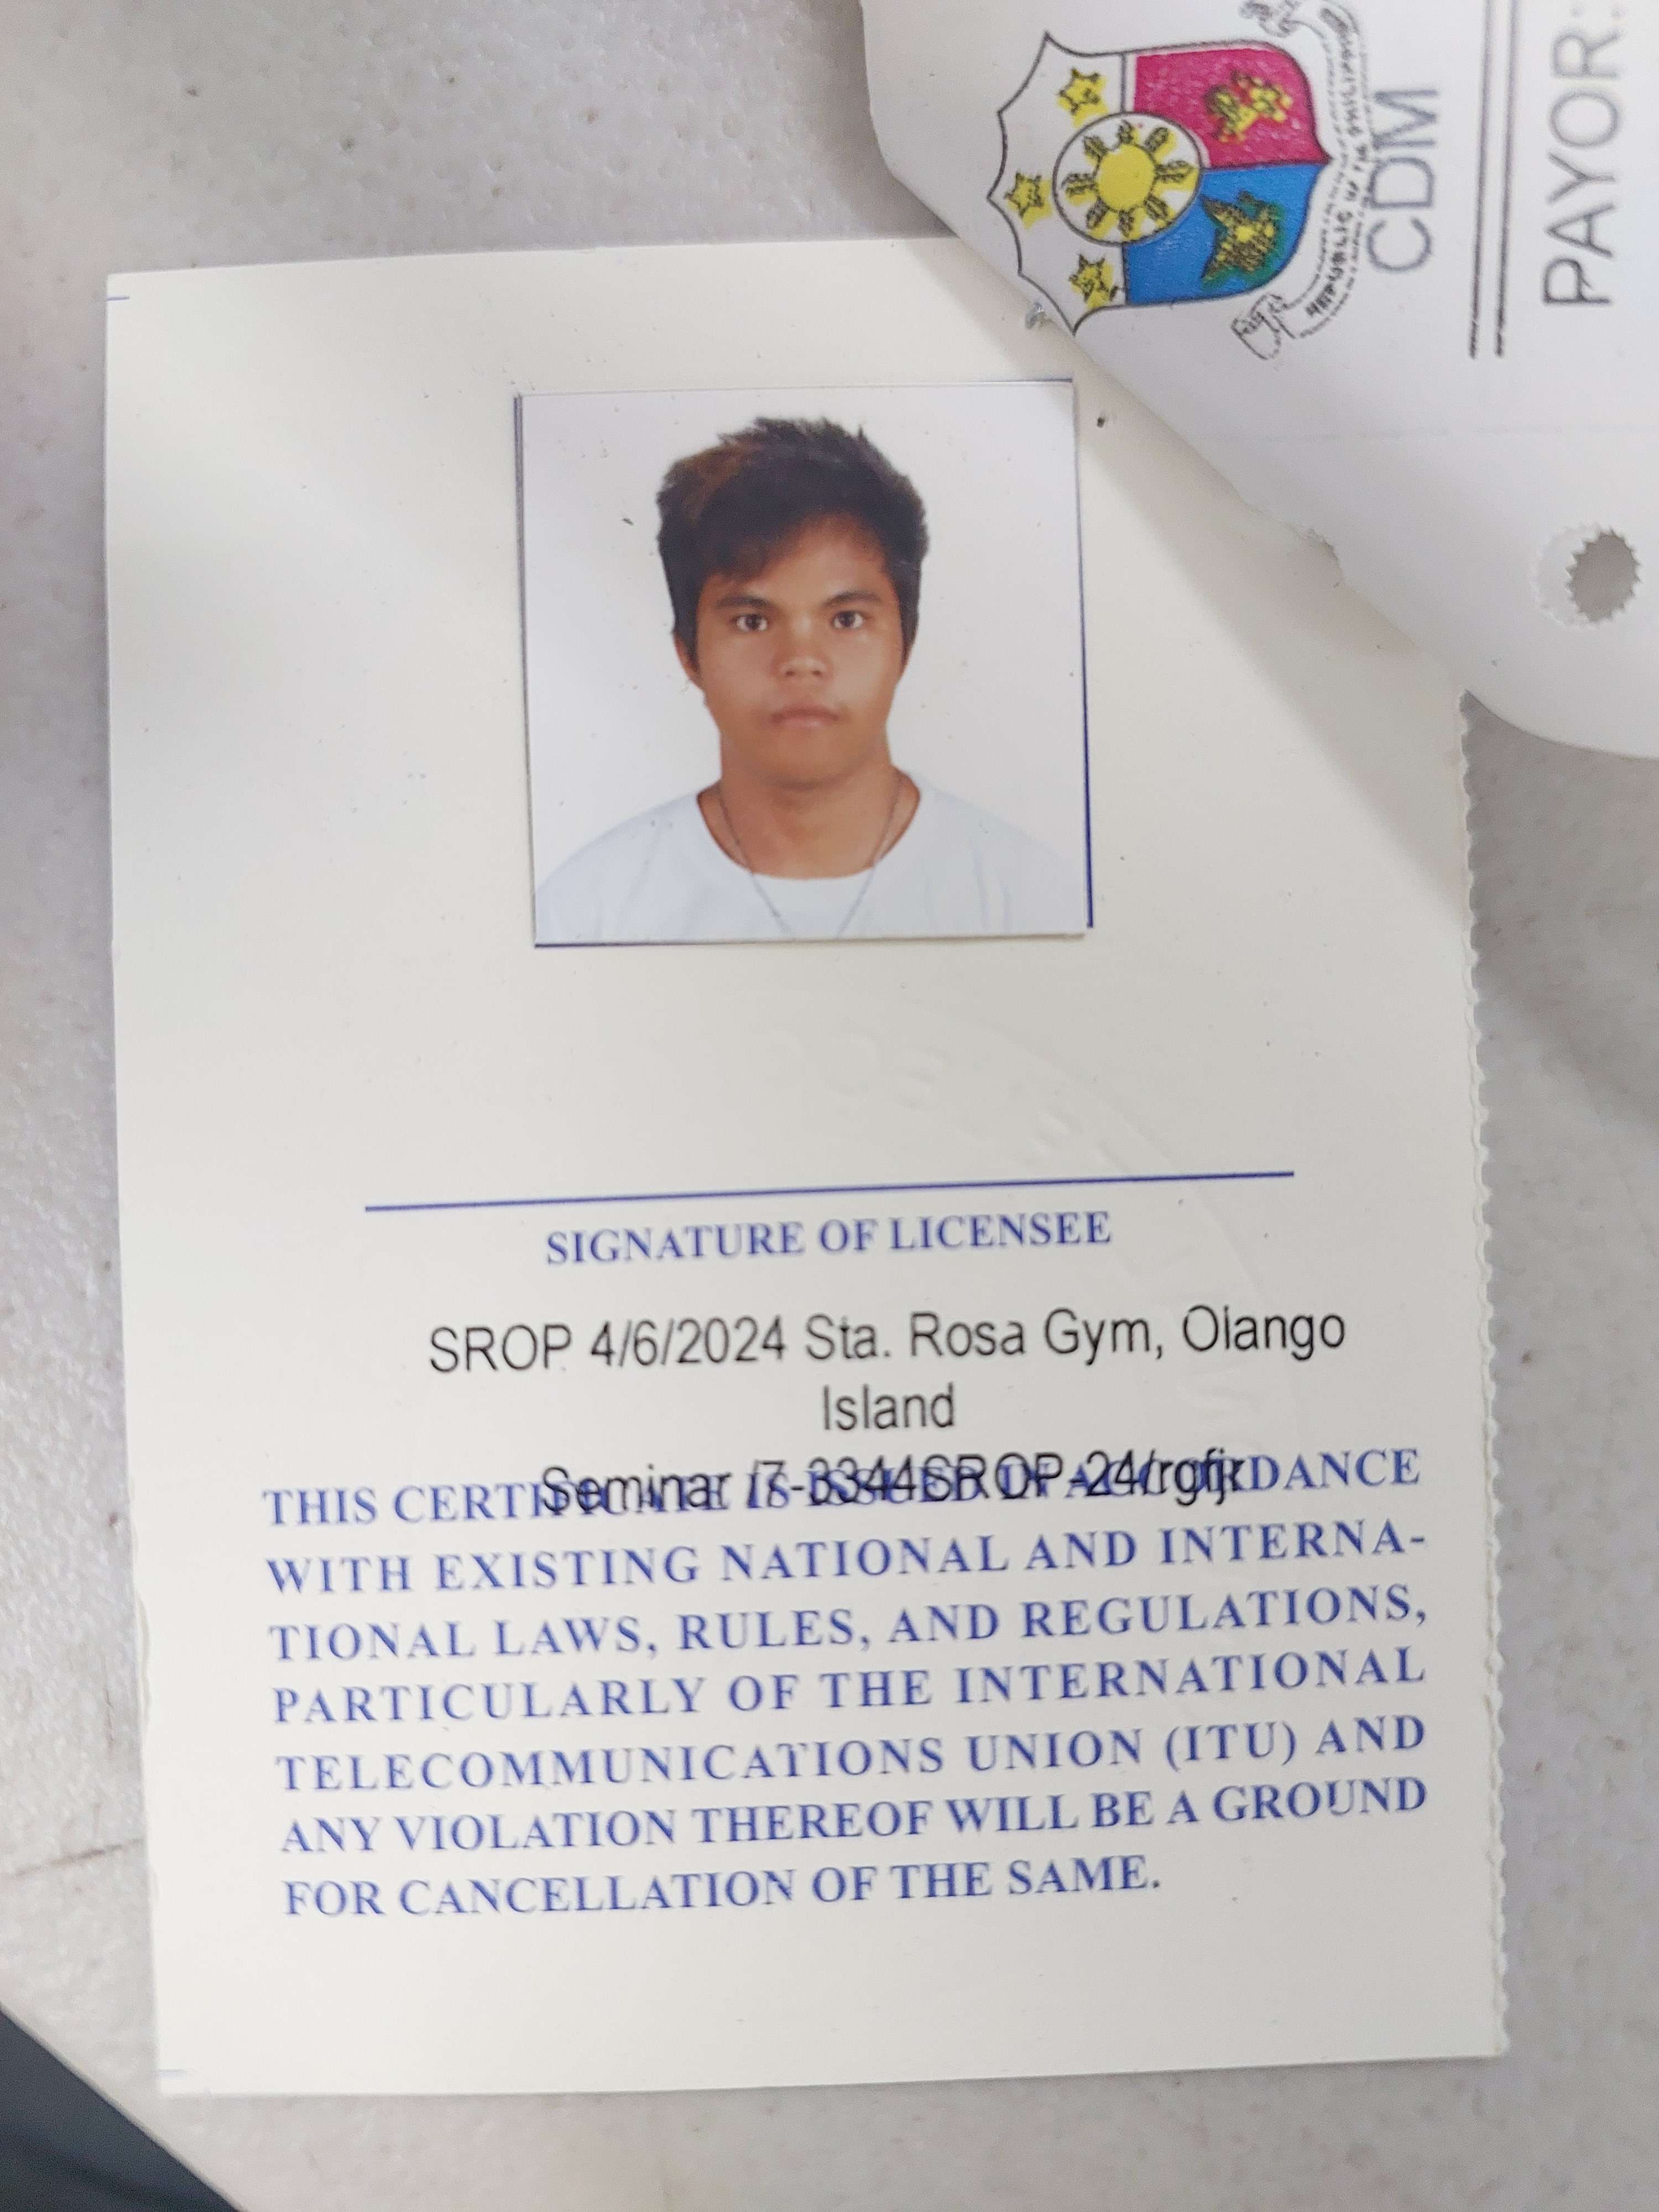 REPUBLIC OF THE PHILIPPINES
CDM
PAYOR:
SIGNATURE OF LICENSEE
SROP 4/6/2024 Sta. Rosa Gym, Olango
Island
Seminar /7-3344SROP-24/rgfjr
THIS CERTIFICATE IS ISSUED IN ACCORDANCE
WITH EXISTING NATIONAL AND INTERNA-
TIONAL LAWS, RULES, AND REGULATIONS,
PARTICULARLY OF THE INTERNATIONAL
TELECOMMUNICATIONS UNION (ITU) AND
ANY VIOLATION THEREOF WILL BE A GROUND
FOR CANCELLATION OF THE SAME.